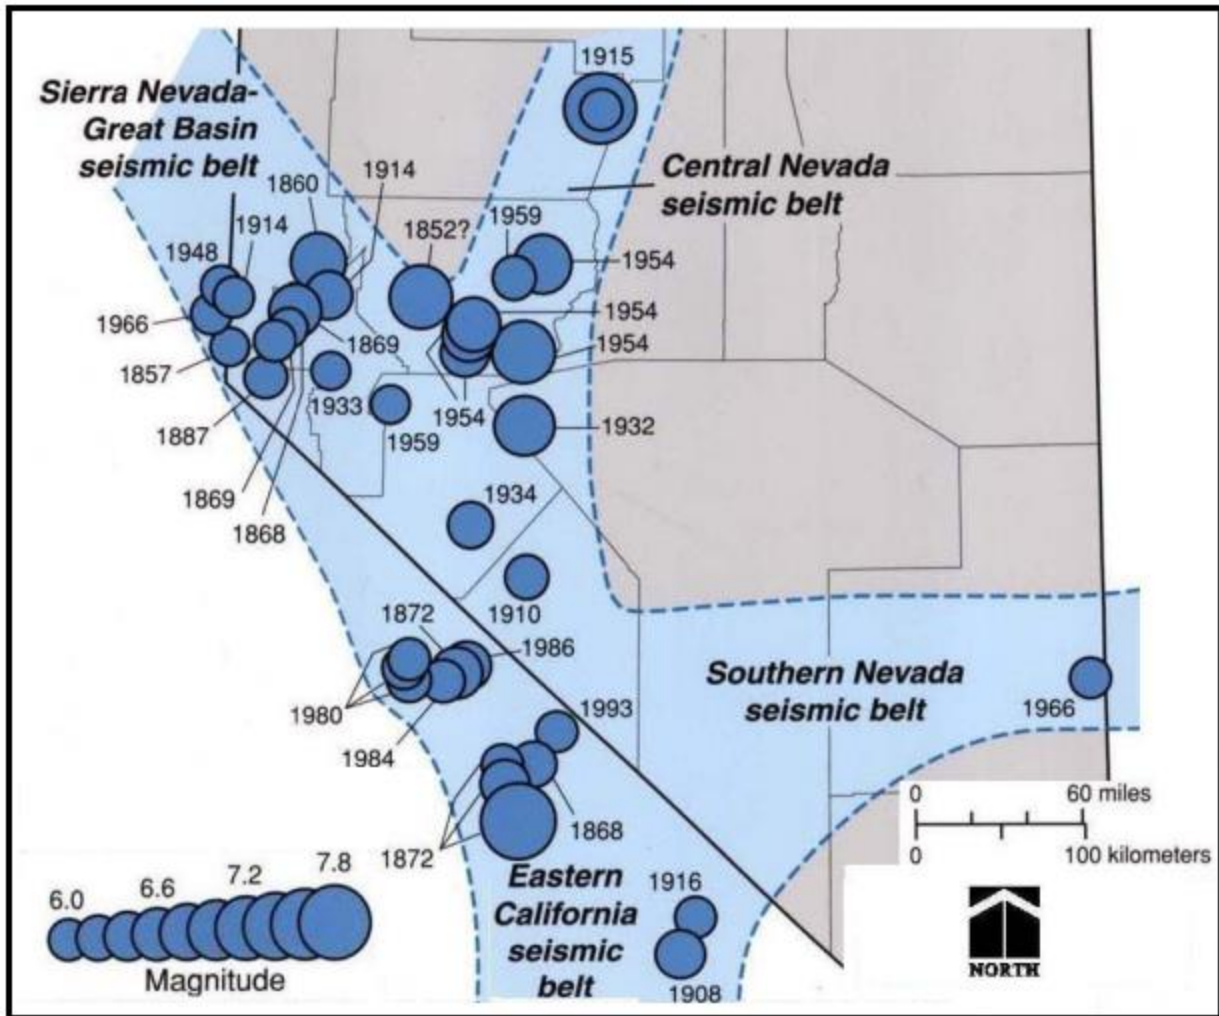 1915
Sierra Nevada-
Great Basin
seismic belt
Central Nevada
seismic belt
1860
1914
1948
1914
1852?
1959
1954
1966
1954
1857
1869
1954
1933
1954
1887
1959
1932
1869
1868
1934
1872
1910
1986
Southern Nevada
seismic belt
1980
1993
1966
1984
0
60 miles
0
100 kilometers
1868
1872
6.0
6.6
7.2
7.8
Magnitude
Eastern
California
seismic
belt
1916
1908
NORTH